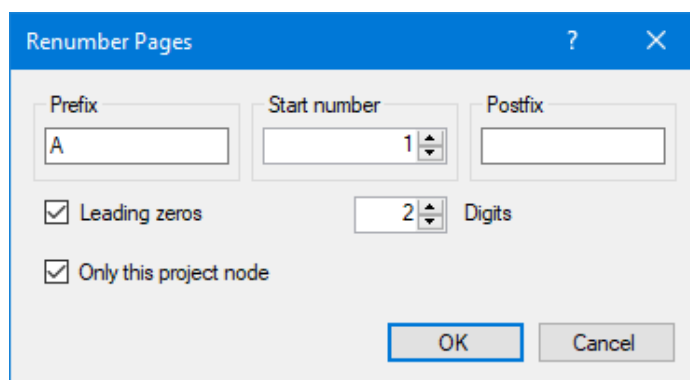 Renumber Pages ? ×
Prefix Start number Postfix
A 1
Leading zeros 2 Digits
Only this project node
OK Cancel